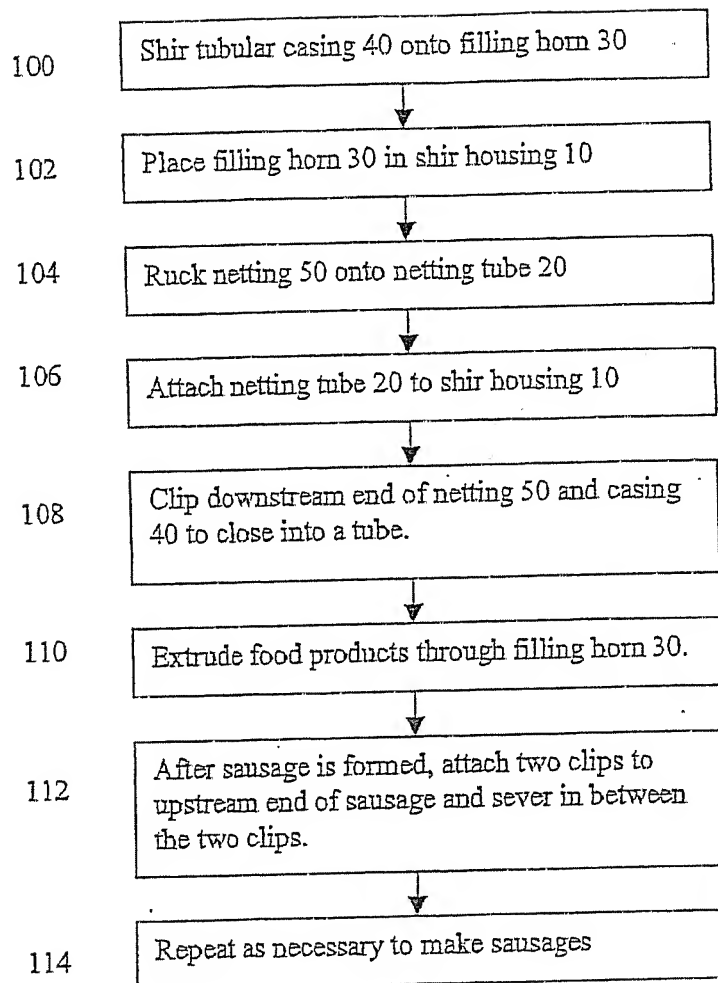 100
Shir tubular casing 40 onto filling horn 30
102
Place filling horn 30 in shir housing 10
104
Ruck netting 50 onto netting tube 20
106
Attach netting tube 20 to shir housing 10
108
Clip downstream end of netting 50 and casing
40 to close into a tube.
110
Extrude food products through filling horn 30.
112
After sausage is formed, attach two clips to
upstream end of sausage and sever in between
the two clips.
114
Repeat as necessary to make sausages